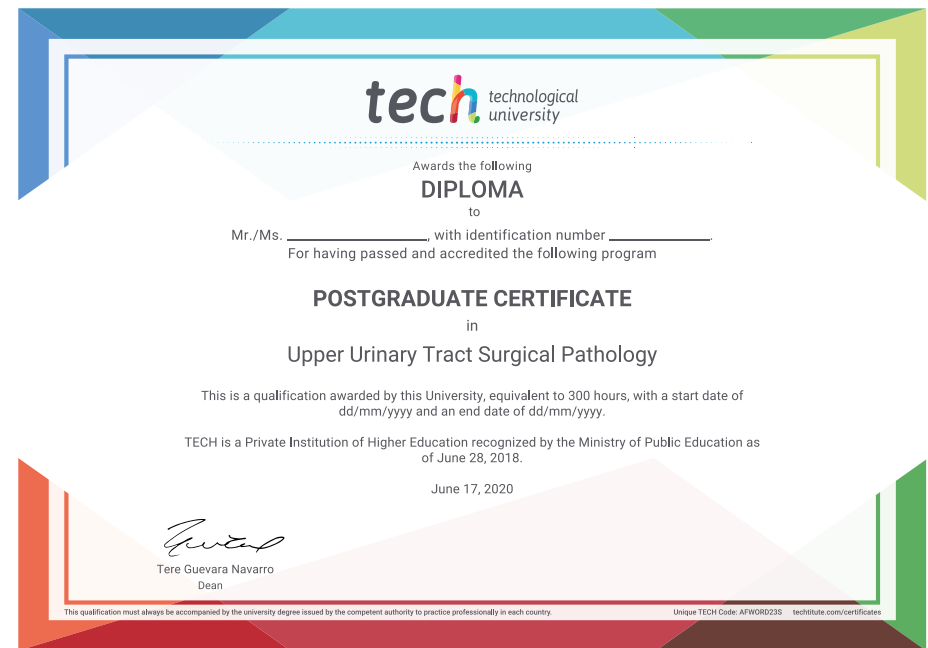 tech technological
university
Awards the following
DIPLOMA
to
Mr./Ms. ____________, with identification number ____________.
For having passed and accredited the following program
POSTGRADUATE CERTIFICATE
in
Upper Urinary Tract Surgical Pathology
This is a qualification awarded by this University, equivalent to 300 hours, with a start date of
dd/mm/yyyy and an end date of dd/mm/yyyy.
TECH is a Private Institution of Higher Education recognized by the Ministry of Public Education as
of June 28, 2018.
June 17, 2020
Tere Guevara Navarro
Dean
This qualification must always be accompanied by the university degree issued by the competent authority to practice professionally in each country. Unique TECH Code: AFWORD23S techtitute.com/certificates